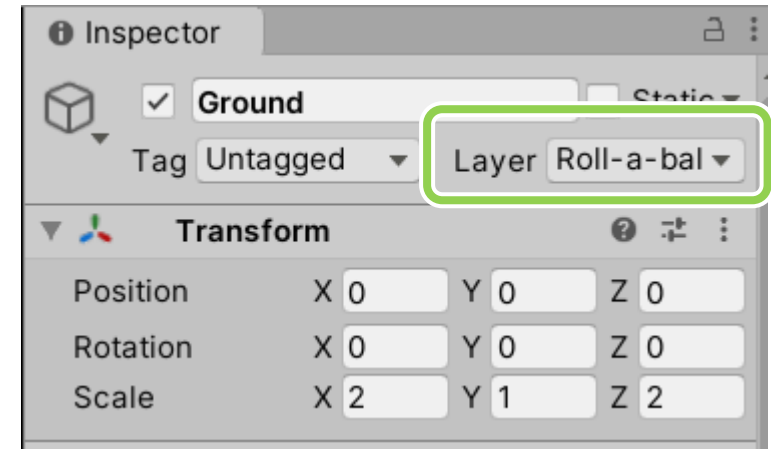 Inspector
Ground Static
Tag Untagged Layer Roll-a-bal
Transform
Position X 0 Y 0 Z 0
Rotation X 0 Y 0 Z 0
Scale X 2 Y 1 Z 2